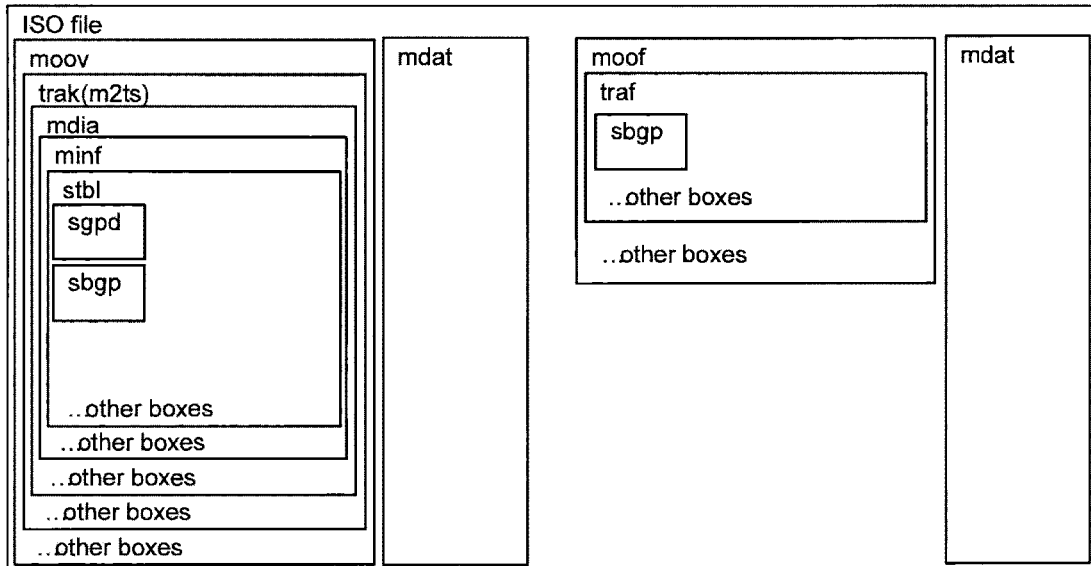 ISO file
moov
trak(m2ts)
mdia
minf
stbl
sgpd
sbgp
...other boxes
...other boxes
...other boxes
...other boxes
...other boxes
mdat
moof
traf
sbgp
...other boxes
...other boxes
mdat